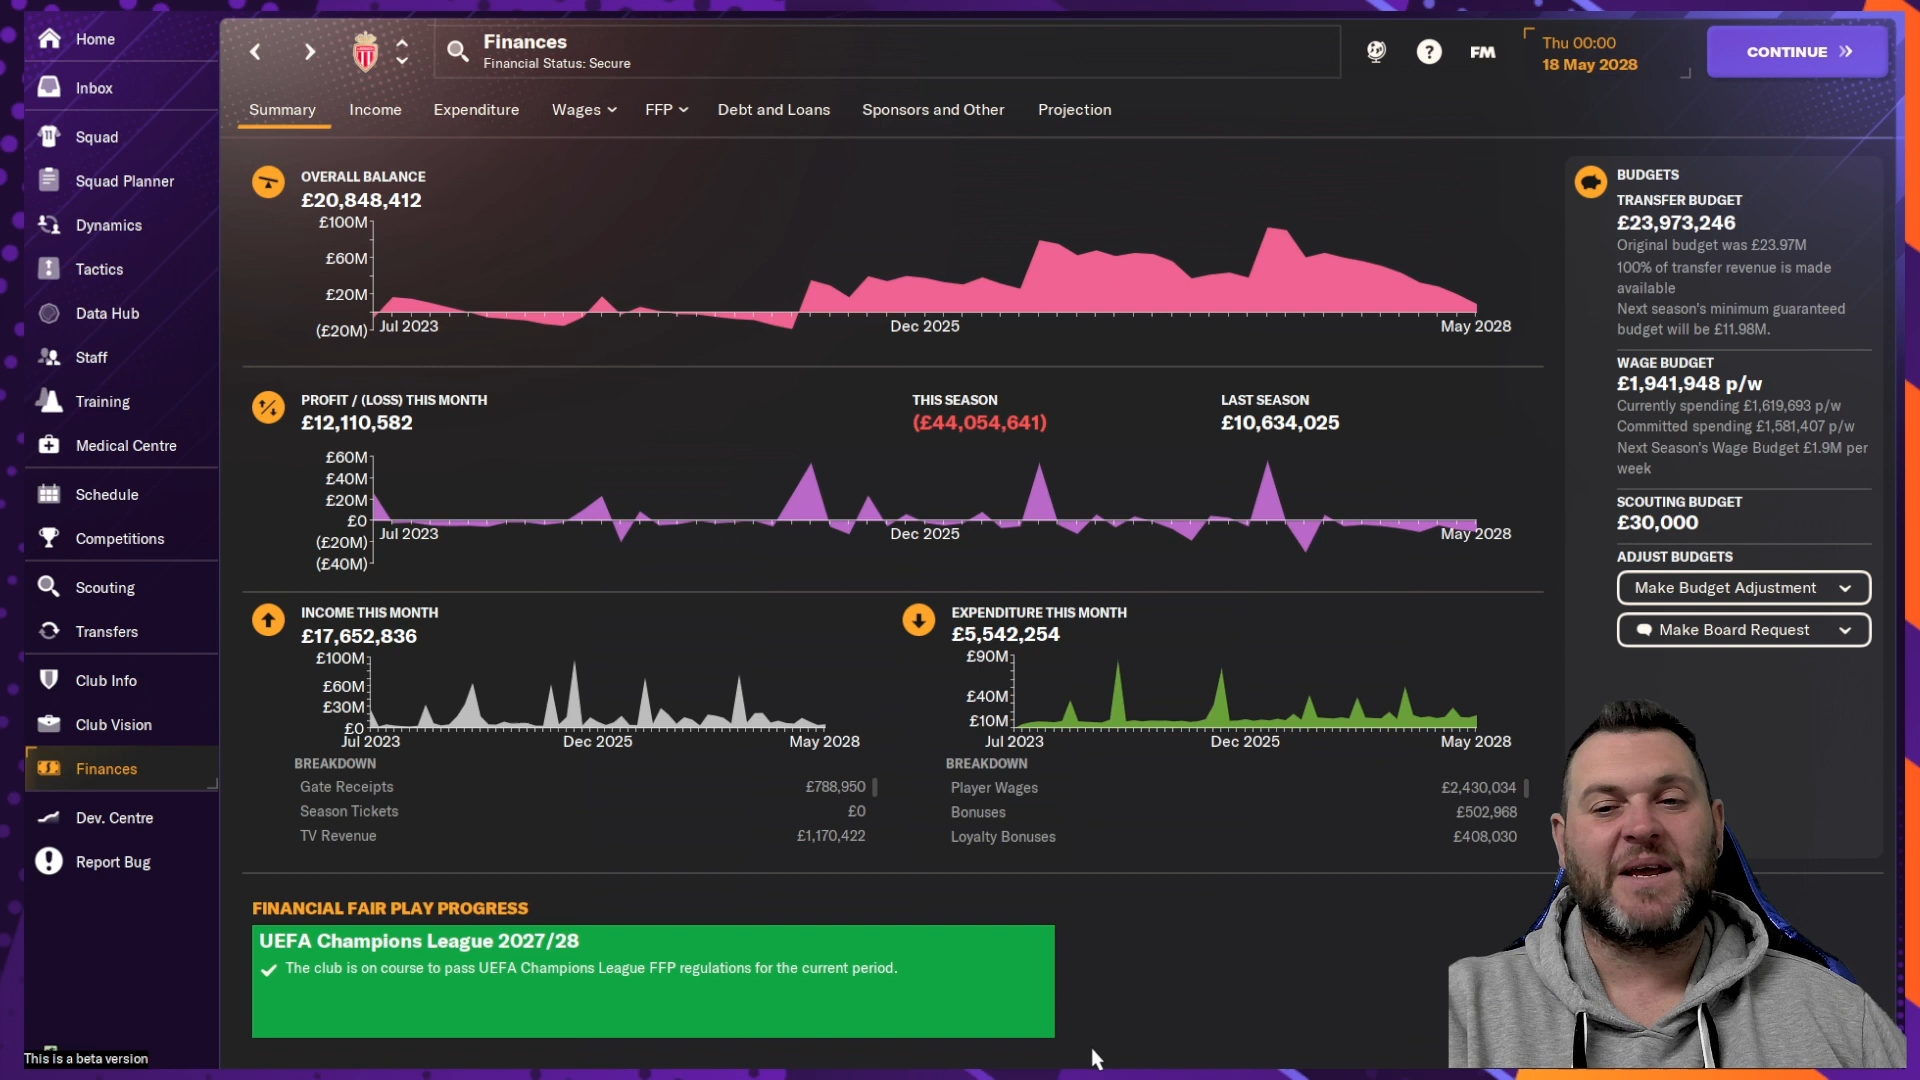 Home
Inbox
Squad
Squad Planner
Dynamics
Tactics
Data Hub
Staff
Training
Medical Centre
Schedule
Competitions
Scouting
Transfers
Club Info
Club Vision
Finances
Dev. Centre
Report Bug
This is a beta version
Finances
Financial Status: Secure
FM
Thu 00:00
18 May 2028
CONTINUE
Summary
Income
Expenditure
Wages
FFP
Debt and Loans
Sponsors and Other
Projection
OVERALL BALANCE
£20,848,412
£100M
£60M
£20M
(£20M)
Jul 2023
Dec 2025
May 2028
PROFIT / (LOSS) THIS MONTH
£12,110,582
THIS SEASON
(£44,054,641)
LAST SEASON
£10,634,025
£60M
£40M
£20M
£0
(£20M)
(£40M)
Jul 2023
Dec 2025
May 2028
INCOME THIS MONTH
£17,652,836
£100M
£60M
£30M
£0
Jul 2023
Dec 2025
May 2028
BREAKDOWN
Gate Receipts £788,950
Season Tickets £0
TV Revenue £1,170,422
EXPENDITURE THIS MONTH
£5,542,254
£90M
£40M
£10M
Jul 2023
Dec 2025
May 2028
BREAKDOWN
Player Wages £2,430,034
Bonuses £502,968
Loyalty Bonuses £408,030
FINANCIAL FAIR PLAY PROGRESS
UEFA Champions League 2027/28
The club is on course to pass UEFA Champions League FFP regulations for the current period.
BUDGETS
TRANSFER BUDGET
£23,973,246
Original budget was £23.97M
100% of transfer revenue is made
available
Next season's minimum guaranteed
budget will be £11.98M.
WAGE BUDGET
£1,941,948 p/w
Currently spending £1,619,693 p/w
Committed spending £1,581,407 p/w
Next Season's Wage Budget £1.9M per
week
SCOUTING BUDGET
£30,000
ADJUST BUDGETS
Make Budget Adjustment
Make Board Request